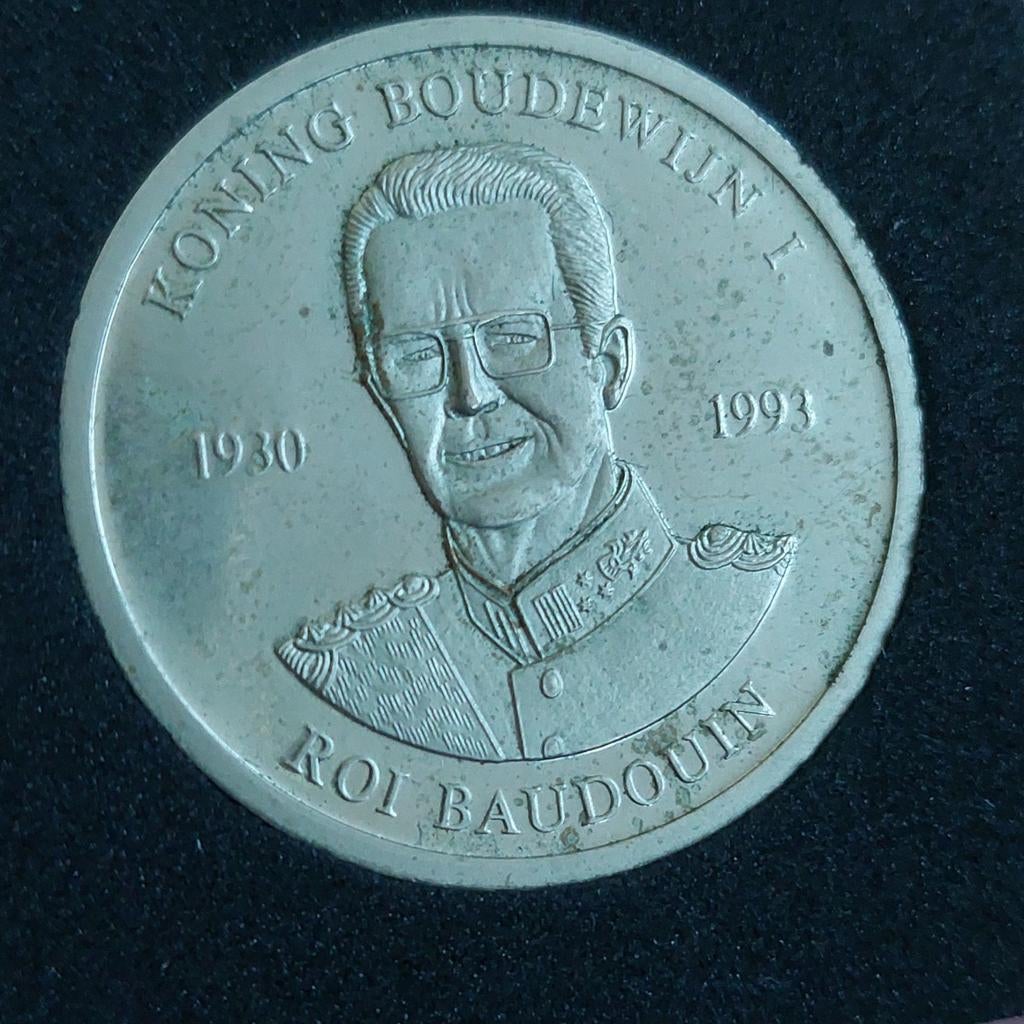 KONING BOUDEWIJN I
1930
1993
ROI BAUDOUIN